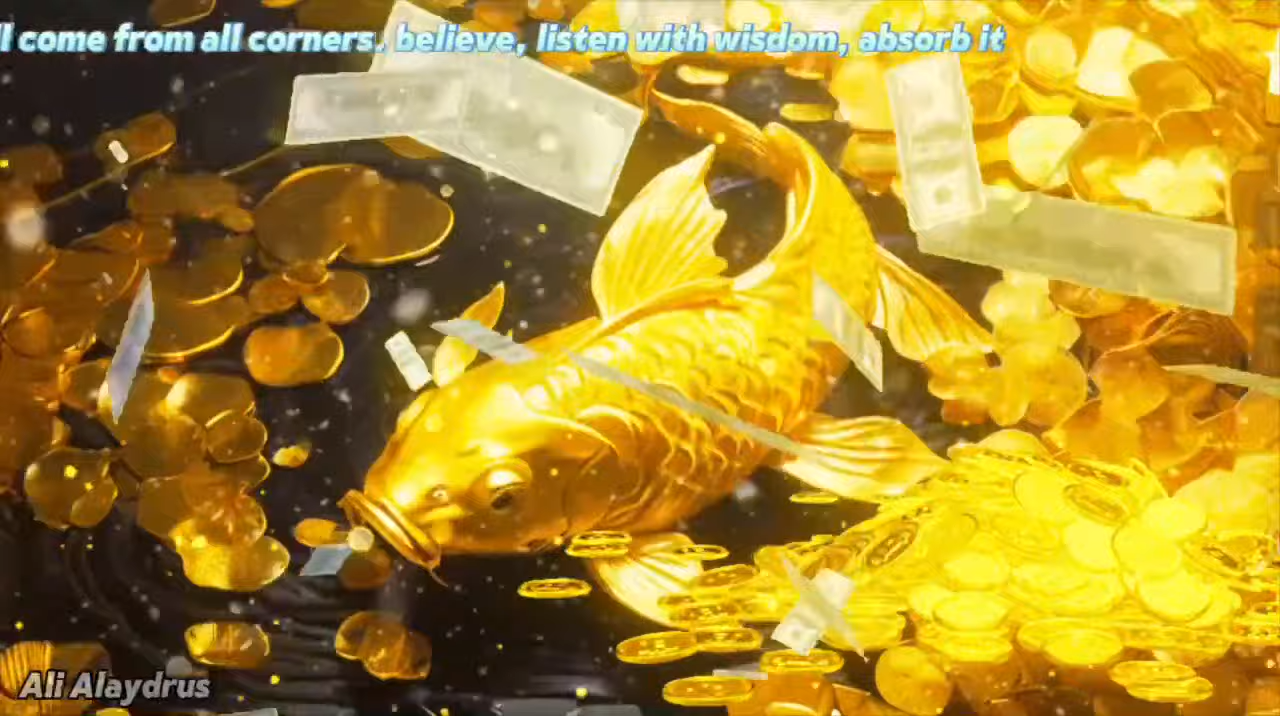 come from all corners. believe, listen with wisdom, absorb it
Ali Alaydrus